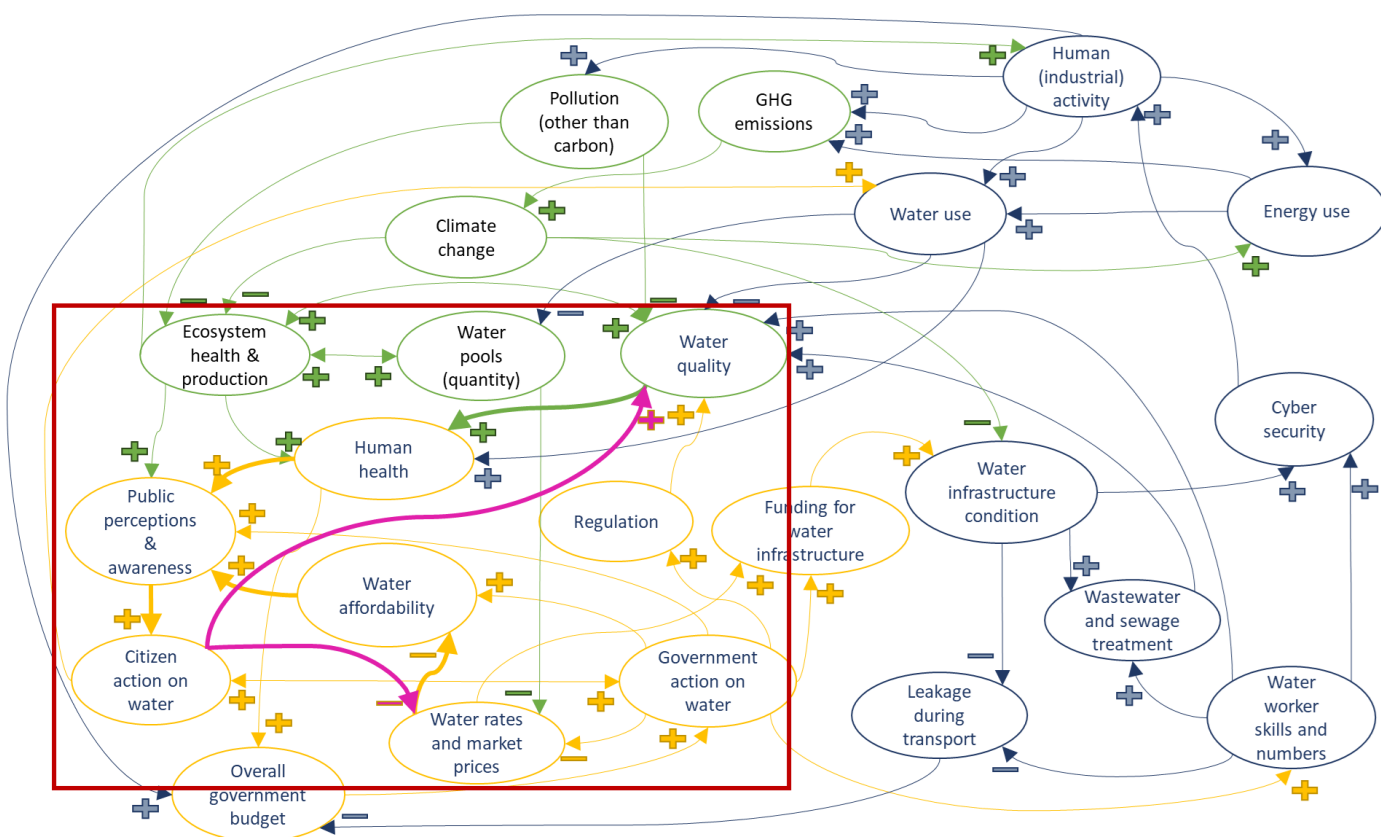 Human
(industrial)
activity
Pollution
(other than
carbon)
GHG
emissions
Water use
Energy use
Climate
change
Ecosystem
health &
production
Water
pools
(quantity)
Water
quality
Cyber
security
Human
health
Public
perceptions
&
awareness
Regulation
Funding for
water
infrastructure
Water
infrastructure
condition
Water
affordability
Wastewater
and sewage
treatment
Citizen
action on
water
Government
action on
water
Water rates
and market
prices
Leakage
during
transport
Water
worker
skills and
numbers
Overall
government
budget